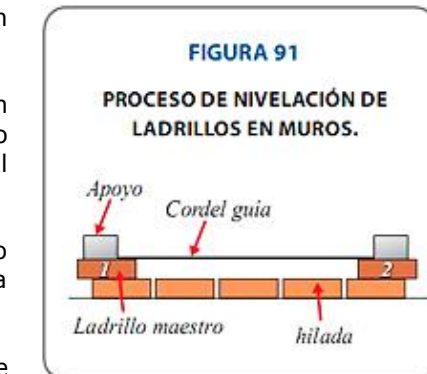 n
FIGURA 91
PROCESO DE NIVELACIÓN DE
LADRILLOS EN MUROS.
n
o
l
Apoyo
Cordel guía
1
2
o
a
Ladrillo maestro
hilada
e